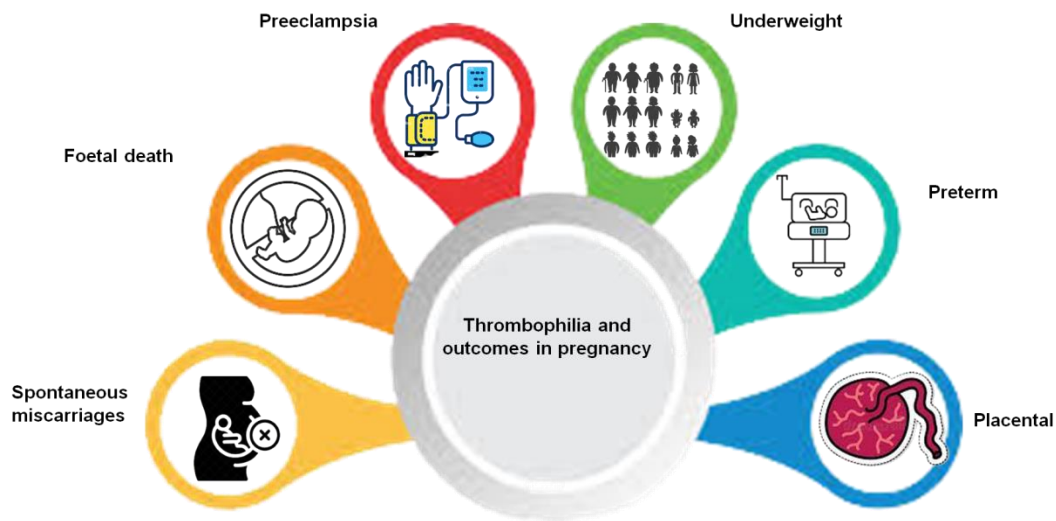 Preeclampsia
Underweight
Foetal death
Preterm
Thrombophilia and
outcomes in pregnancy
Spontaneous
miscarriages
Placental